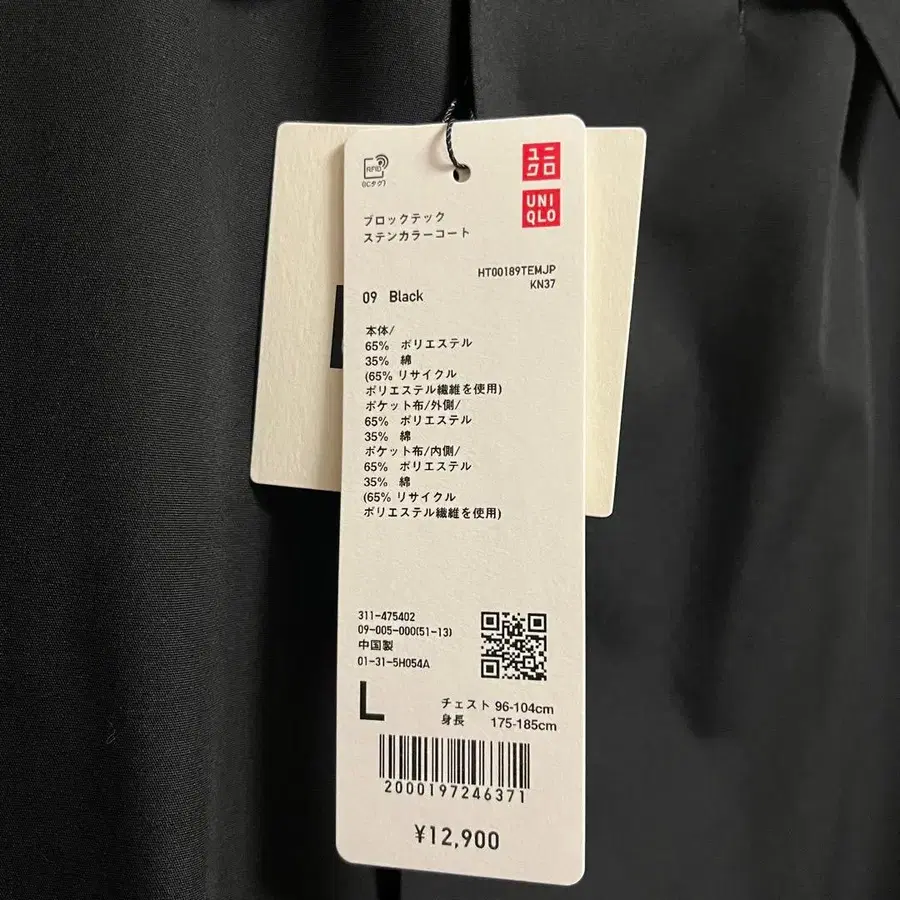 RFID
(ICタグ)
ユニ
クロ
UNI
QLO
ブロックテック
ステンカラーコート
HT00189TEMJP
KN37
09 Black
本体/
65% ポリエステル
35% 綿
(65% リサイクル
ポリエステル繊維を使用)
ポケット布/外側/
65% ポリエステル
35% 綿
ポケット布/内側/
65% ポリエステル
35% 綿
(65% リサイクル
ポリエステル繊維を使用)
311-475402
09-005-000(51-13)
中国製
01-31-5H054A
L
チェスト 96-104cm
身長 175-185cm
2000197246371
¥12,900